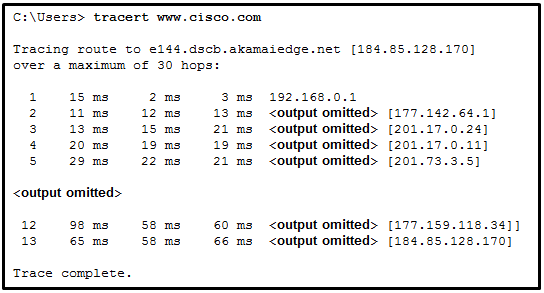 C:\Users> tracert www.cisco.com
Tracing route to e144.dscb.akamaiedge.net [184.85.128.170]
over a maximum of 30 hops:
1 15 ms 2 ms 3 ms 192.168.0.1
2 11 ms 12 ms 13 ms <output omitted> [177.142.64.1]
3 13 ms 15 ms 21 ms <output omitted> [201.17.0.24]
4 20 ms 19 ms 19 ms <output omitted> [201.17.0.11]
5 29 ms 22 ms 21 ms <output omitted> [201.73.3.5]
<output omitted>
12 98 ms 58 ms 60 ms <output omitted> [177.159.118.34]]
13 65 ms 58 ms 66 ms <output omitted> [184.85.128.170]
Trace complete.